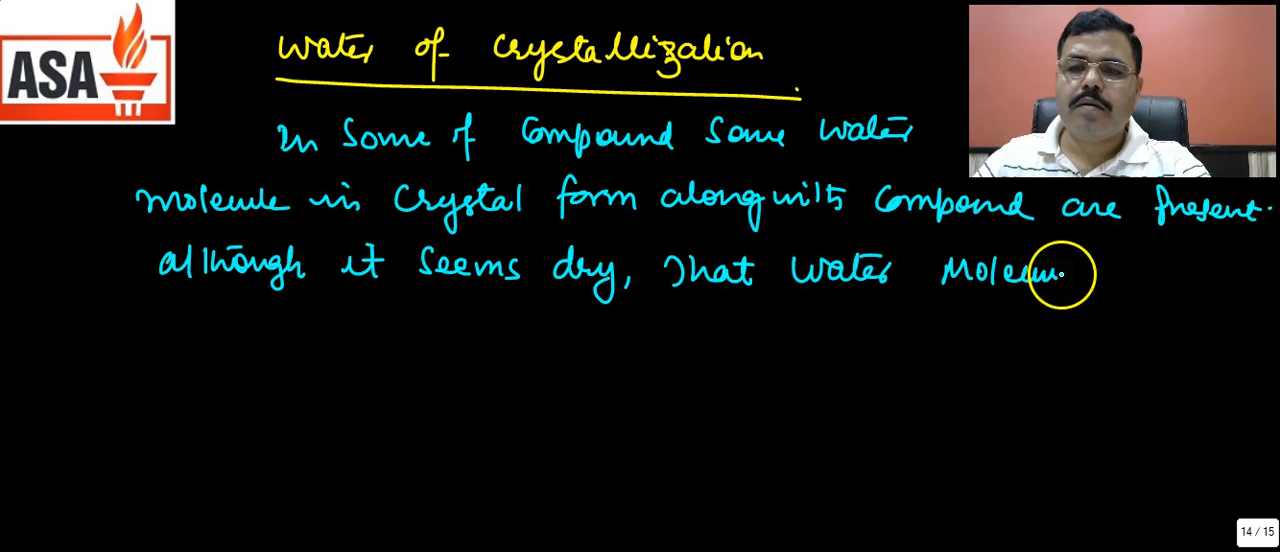 ASA
Water of Crystallization
In Some of Compound Some Water
Molecule in Crystal form along with Compound are Present.
although it Seems dry, That Water Molecu
14 / 15